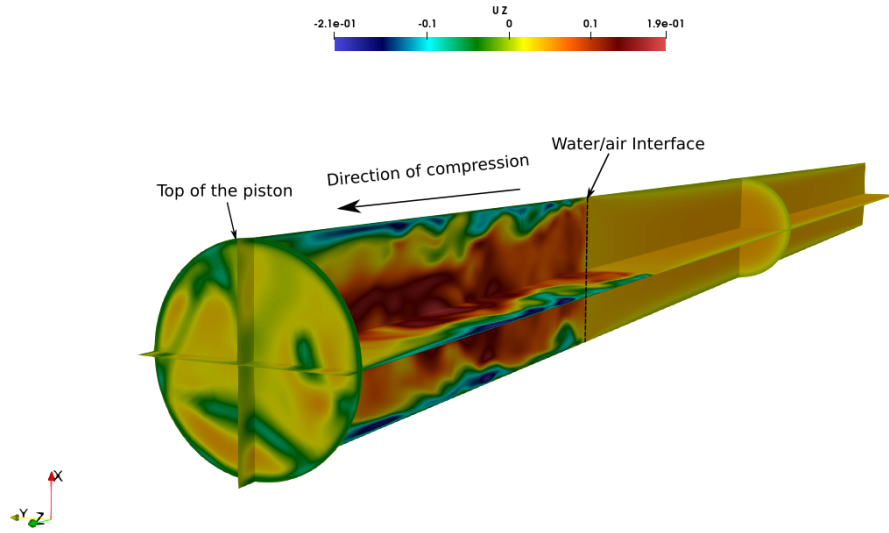 U Z
-2.1e-01 -0.1 0 0.1 1.9e-01
Water/air Interface
Direction of compression
Top of the piston
X
Y Z